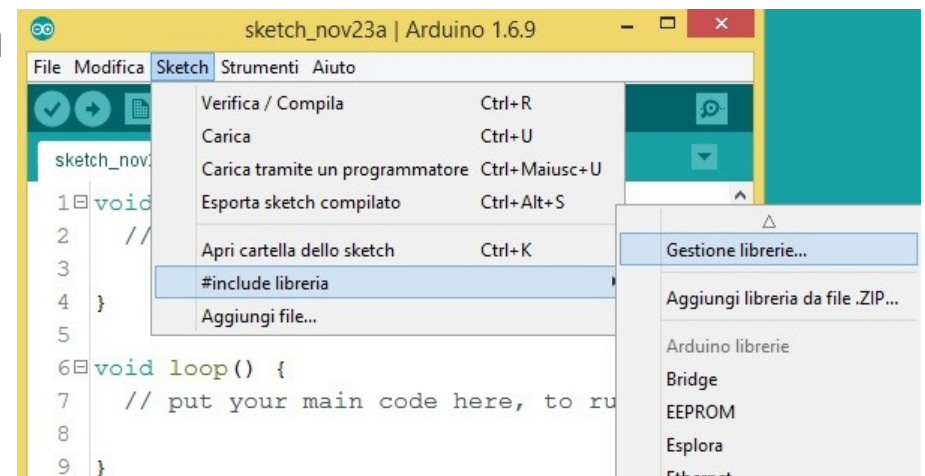 sketch_nov23a | Arduino 1.6.9
File Modifica Sketch Strumenti Aiuto
Verifica / Compila Ctrl+R
Carica Ctrl+U
Carica tramite un programmatore Ctrl+Maiusc+U
Esporta sketch compilato Ctrl+Alt+S
Apri cartella dello sketch Ctrl+K
#include libreria
Aggiungi file...
Gestione librerie...
Aggiungi libreria da file .ZIP...
Arduino librerie
Bridge
EEPROM
Esplora
sketch_nov
1 void
2 //
3
4 }
5
6 void loop() {
7 // put your main code here, to ru
8
9 }